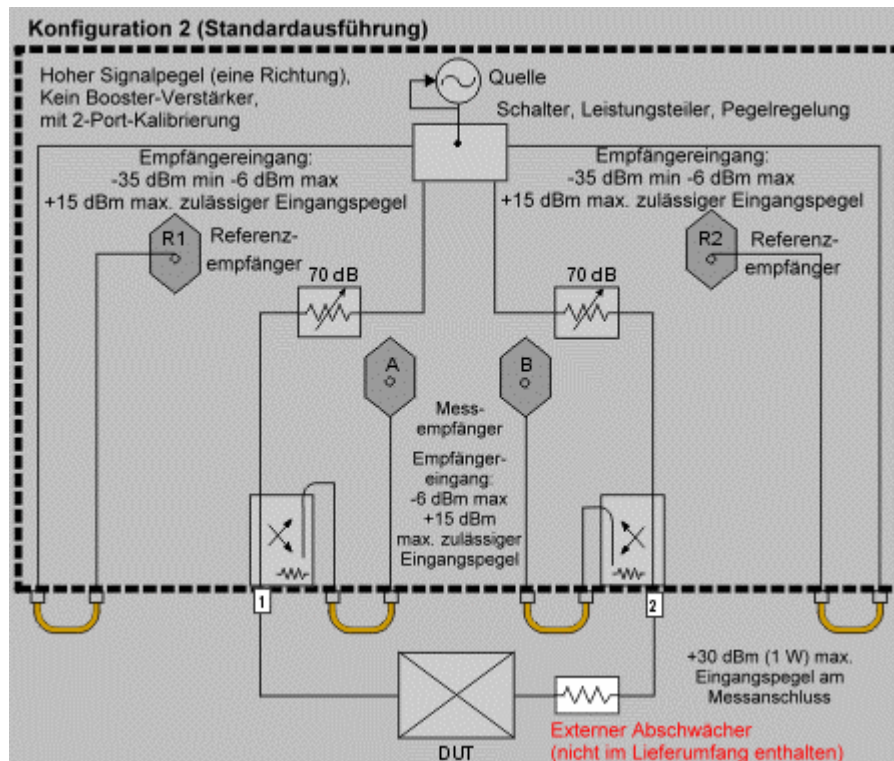 Konfiguration 2 (Standardausführung)
Hoher Signalpegel (eine Richtung),
Kein Booster-Verstärker,
mit 2-Port-Kalibrierung
Quelle
Schalter, Leistungsteiler, Pegelregelung
Empfängereingang:
-35 dBm min -6 dBm max
+15 dBm max. zulässiger Eingangspegel
Empfängereingang:
-35 dBm min -6 dBm max
+15 dBm max. zulässiger Eingangspegel
R1
Referenz-
empfänger
R2
Referenz-
empfänger
70 dB
70 dB
A
B
Mess-
empfänger
Empfänger-
eingang:
-6 dBm max
+15 dBm
max. zulässiger
Eingangspegel
1
2
+30 dBm (1 W) max.
Eingangspegel am
Messanschluss
DUT
Externer Abschwächer
(nicht im Lieferumfang enthalten)